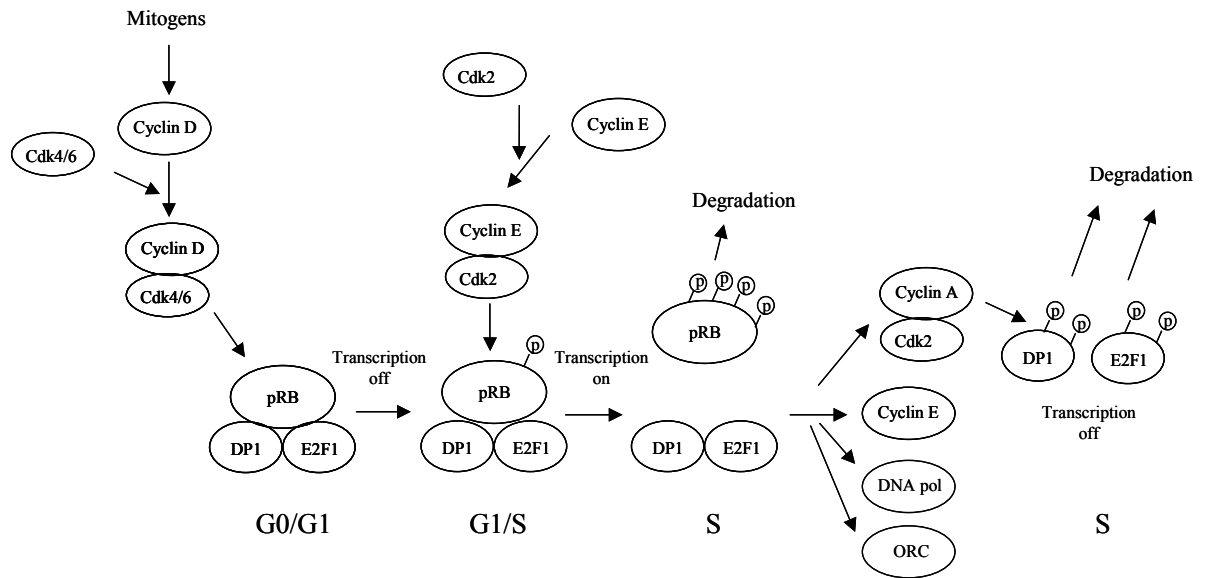 Mitogens
Cyclin D
Cdk4/6
Cyclin D
Cdk4/6
Cdk2
Cyclin E
Cyclin E
Cdk2
pRB
DP1
E2F1
G0/G1
Transcription
off
p
pRB
DP1
E2F1
G1/S
Transcription
on
Degradation
p
p
p
p
pRB
DP1
E2F1
S
Cyclin A
Cdk2
Cyclin E
DNA pol
ORC
Degradation
p
p
DP1
p
p
E2F1
Transcription
off
S